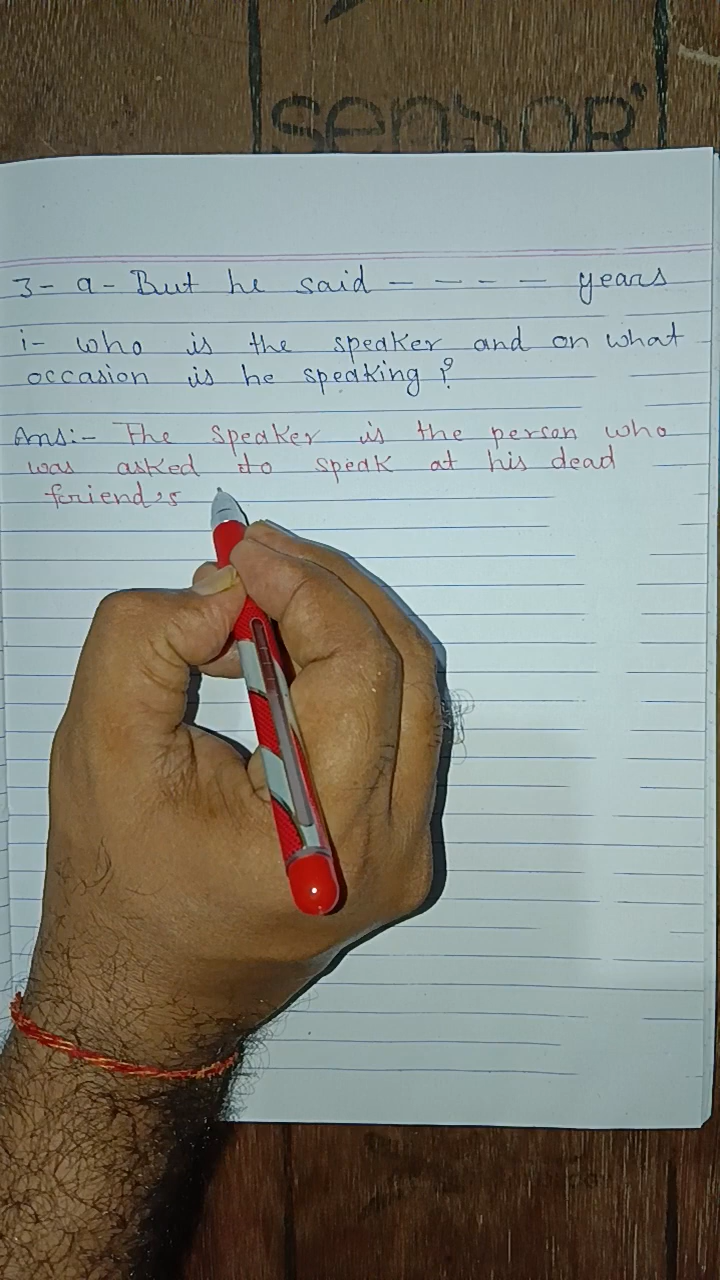 SENSOR
3- a- But he said - - - - years
i- who is the speaker and on what
occasion is he speaking ?
Ans:- The speaker is the person who
was asked to speak at his dead
friend's